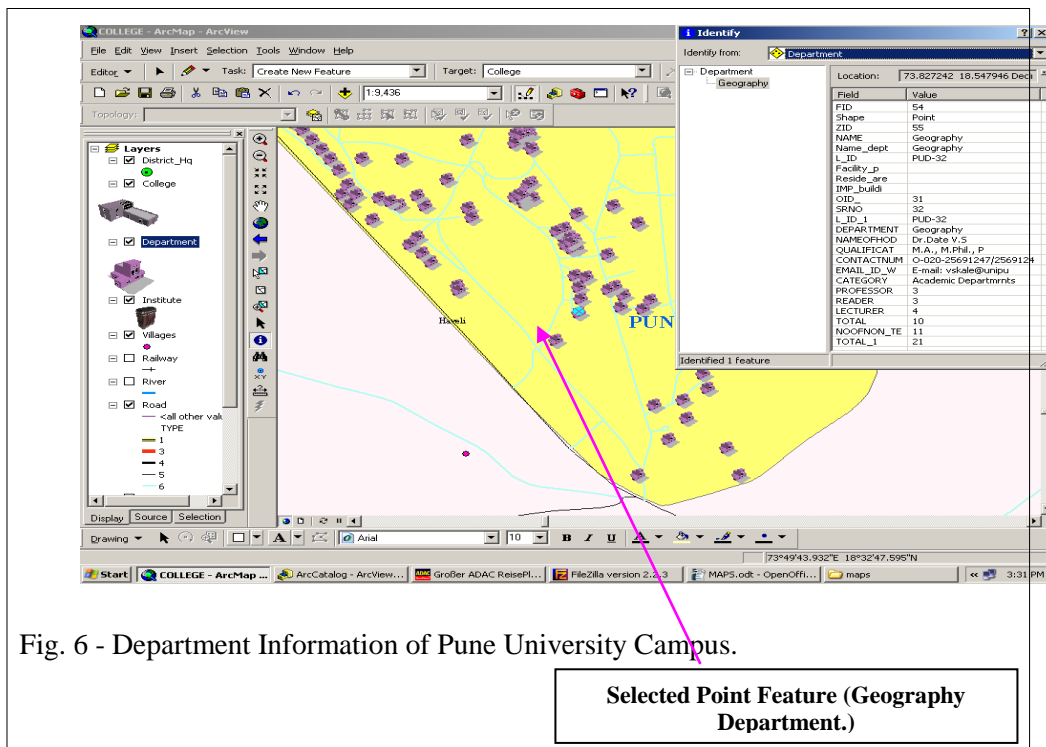 COLLEGE - ArcMap - ArcView
File Edit View Insert Selection Tools Window Help
Editor Task: Create New Feature Target: College
1:9,436
Topology:
Layers
District_Hq
College
Department
Institute
Villages
Railway
River
Road
<all other valu
TYPE
1
3
4
5
6
Display Source Selection
Haveli
PUN
i Identify
Identify from: Department
Department
Geography
Location: 73.827242 18.547946 Deci
Field Value
FID 54
Shape Point
ZID 55
NAME Geography
Name_dept Geography
L_ID PUD-32
Facility_p
Reside_are
IMP_buildi
OID_ 31
SRNO 32
L_ID_1 PUD-32
DEPARTMENT Geography
NAMEOFHOD Dr.Date V.S
QUALIFICAT M.A., M.Phil., P
CONTACTNUM O-020-25691247/2569124
EMAIL_ID_W E-mail: vskale@unipu
CATEGORY Academic Departmrnts
PROFESSOR 3
READER 3
LECTURER 4
TOTAL 10
NOOFNON_TE 11
TOTAL_1 21
Identified 1 feature
Drawing A Arial 10 B I U A
73°49'43.932"E 18°32'47.595"N
Start COLLEGE - ArcMap ... ArcCatalog - ArcView... Großer ADAC ReisePl... FileZilla version 2.2.3 MAPS.odt - OpenOffi... maps « 3:31 PM
Fig. 6 - Department Information of Pune University Campus.
Selected Point Feature (Geography
Department.)